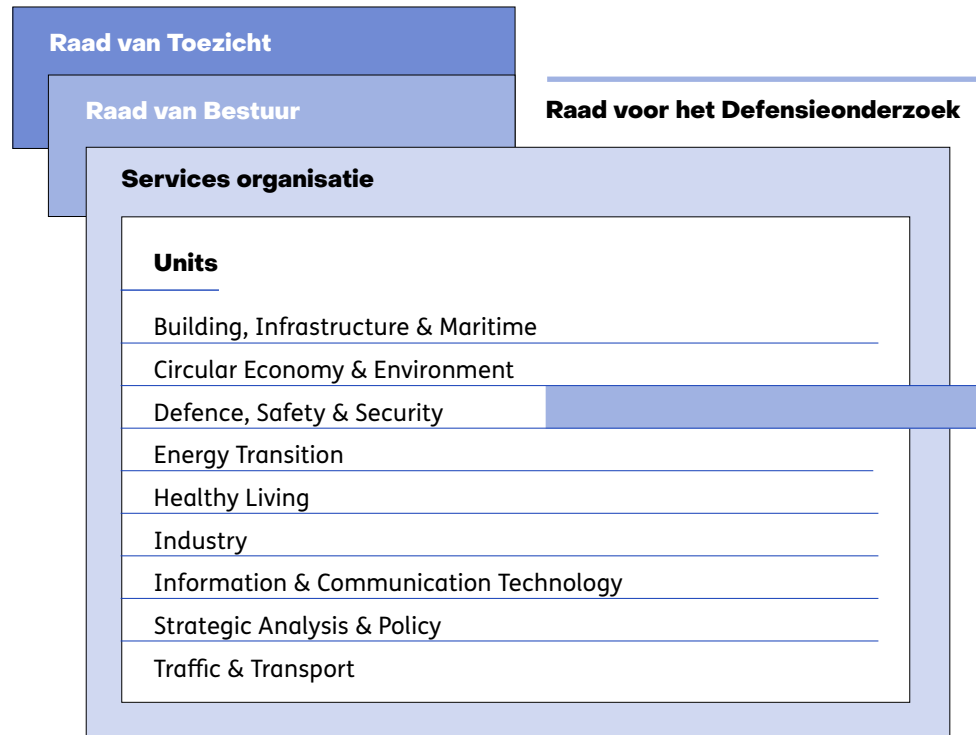 Raad van Toezicht
Raad van Bestuur
Raad voor het Defensieonderzoek
Services organisatie
Units
Building, Infrastructure & Maritime
Circular Economy & Environment
Defence, Safety & Security
Energy Transition
Healthy Living
Industry
Information & Communication Technology
Strategic Analysis & Policy
Traffic & Transport